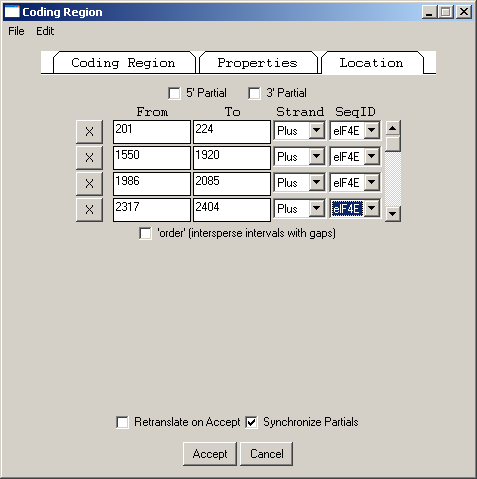 Coding Region
File Edit
Coding Region Properties Location
5' Partial 3' Partial
From To Strand SeqID
X 201 224 Plus eIF4E
X 1550 1920 Plus eIF4E
X 1986 2085 Plus eIF4E
X 2317 2404 Plus eIF4E
'order' (intersperse intervals with gaps)
Retranslate on Accept Synchronize Partials
Accept Cancel